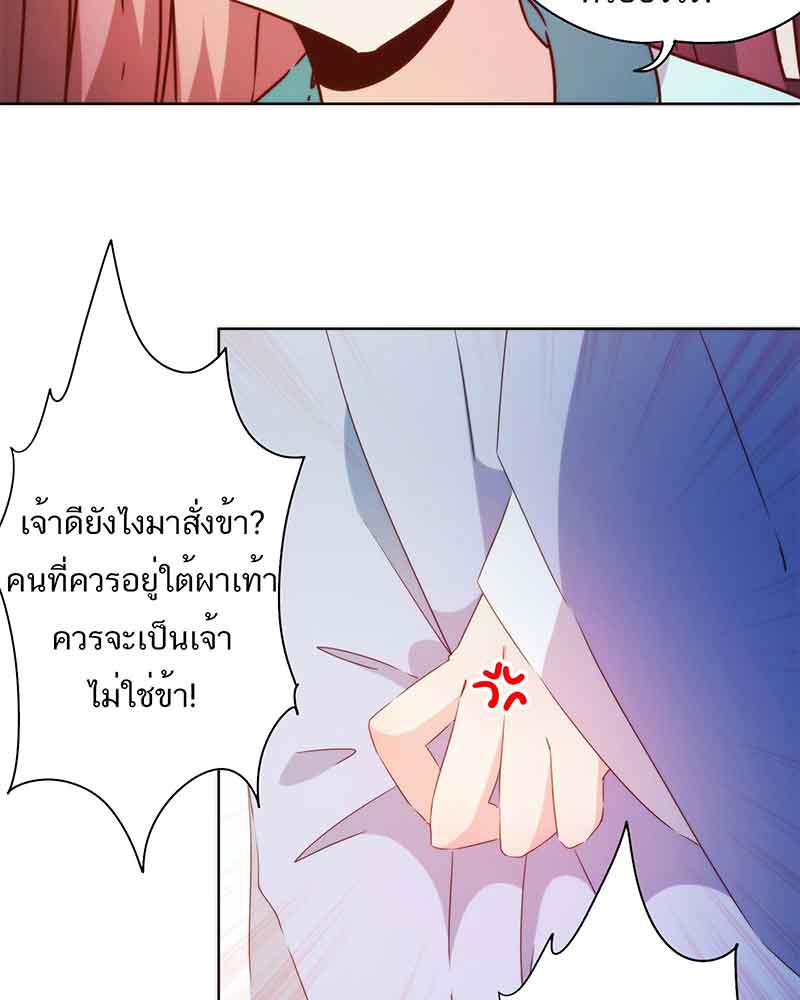 เจ้าดียังไงมาสั่งข้า?
คนที่ควรอยู่ใต้ผาเท้า
ควรจะเป็นเจ้า
ไม่ใช่ข้า!